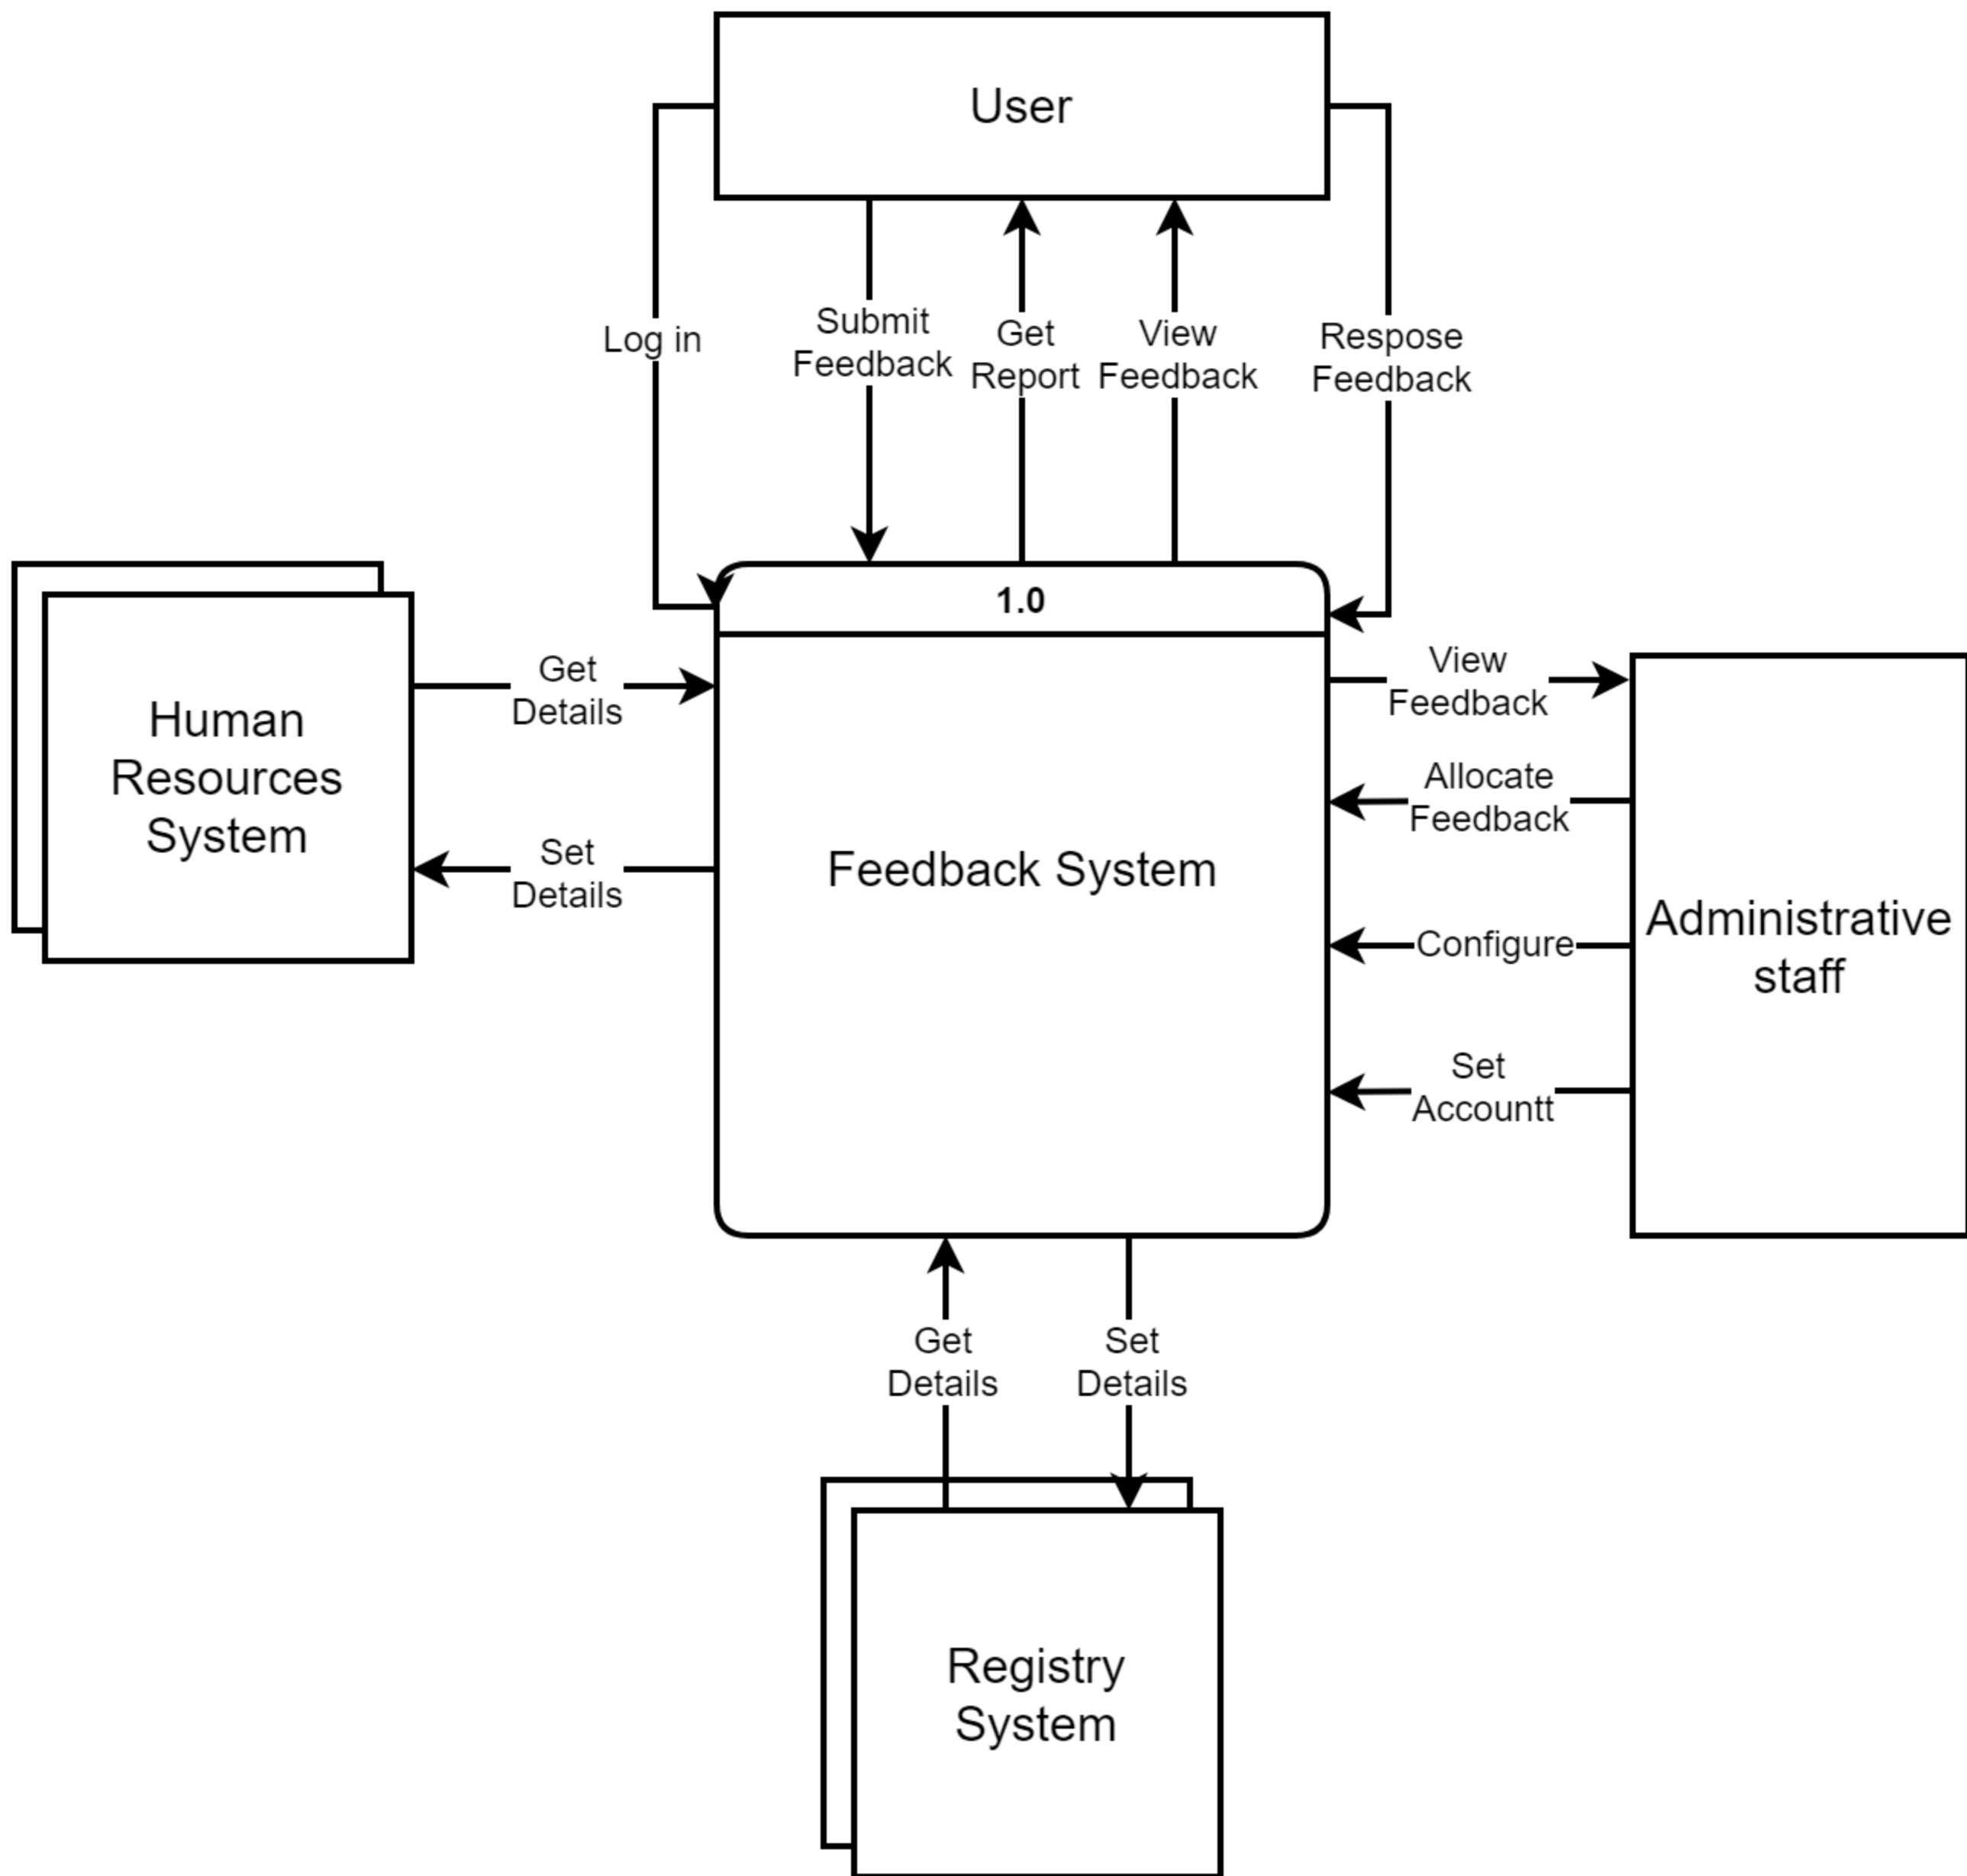 User
Log in
Submit
Feedback
Get
Report
View
Feedback
Respose
Feedback
1.0
Human
Resources
System
Get
Details
Set
Details
Feedback System
View
Feedback
Allocate
Feedback
Configure
Set
Accountt
Administrative
staff
Get
Details
Set
Details
Registry
System